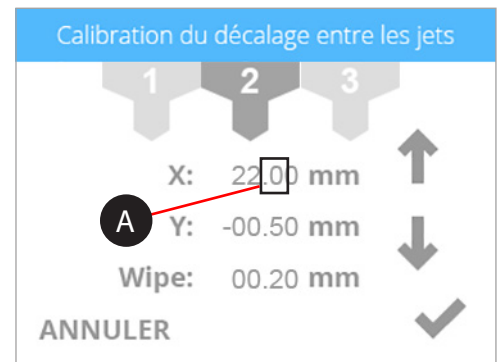 Calibration du décalage entre les jets
1 2 3
X: 22.00 mm
A
Y: -00.50 mm
Wipe: 00.20 mm
ANNULER